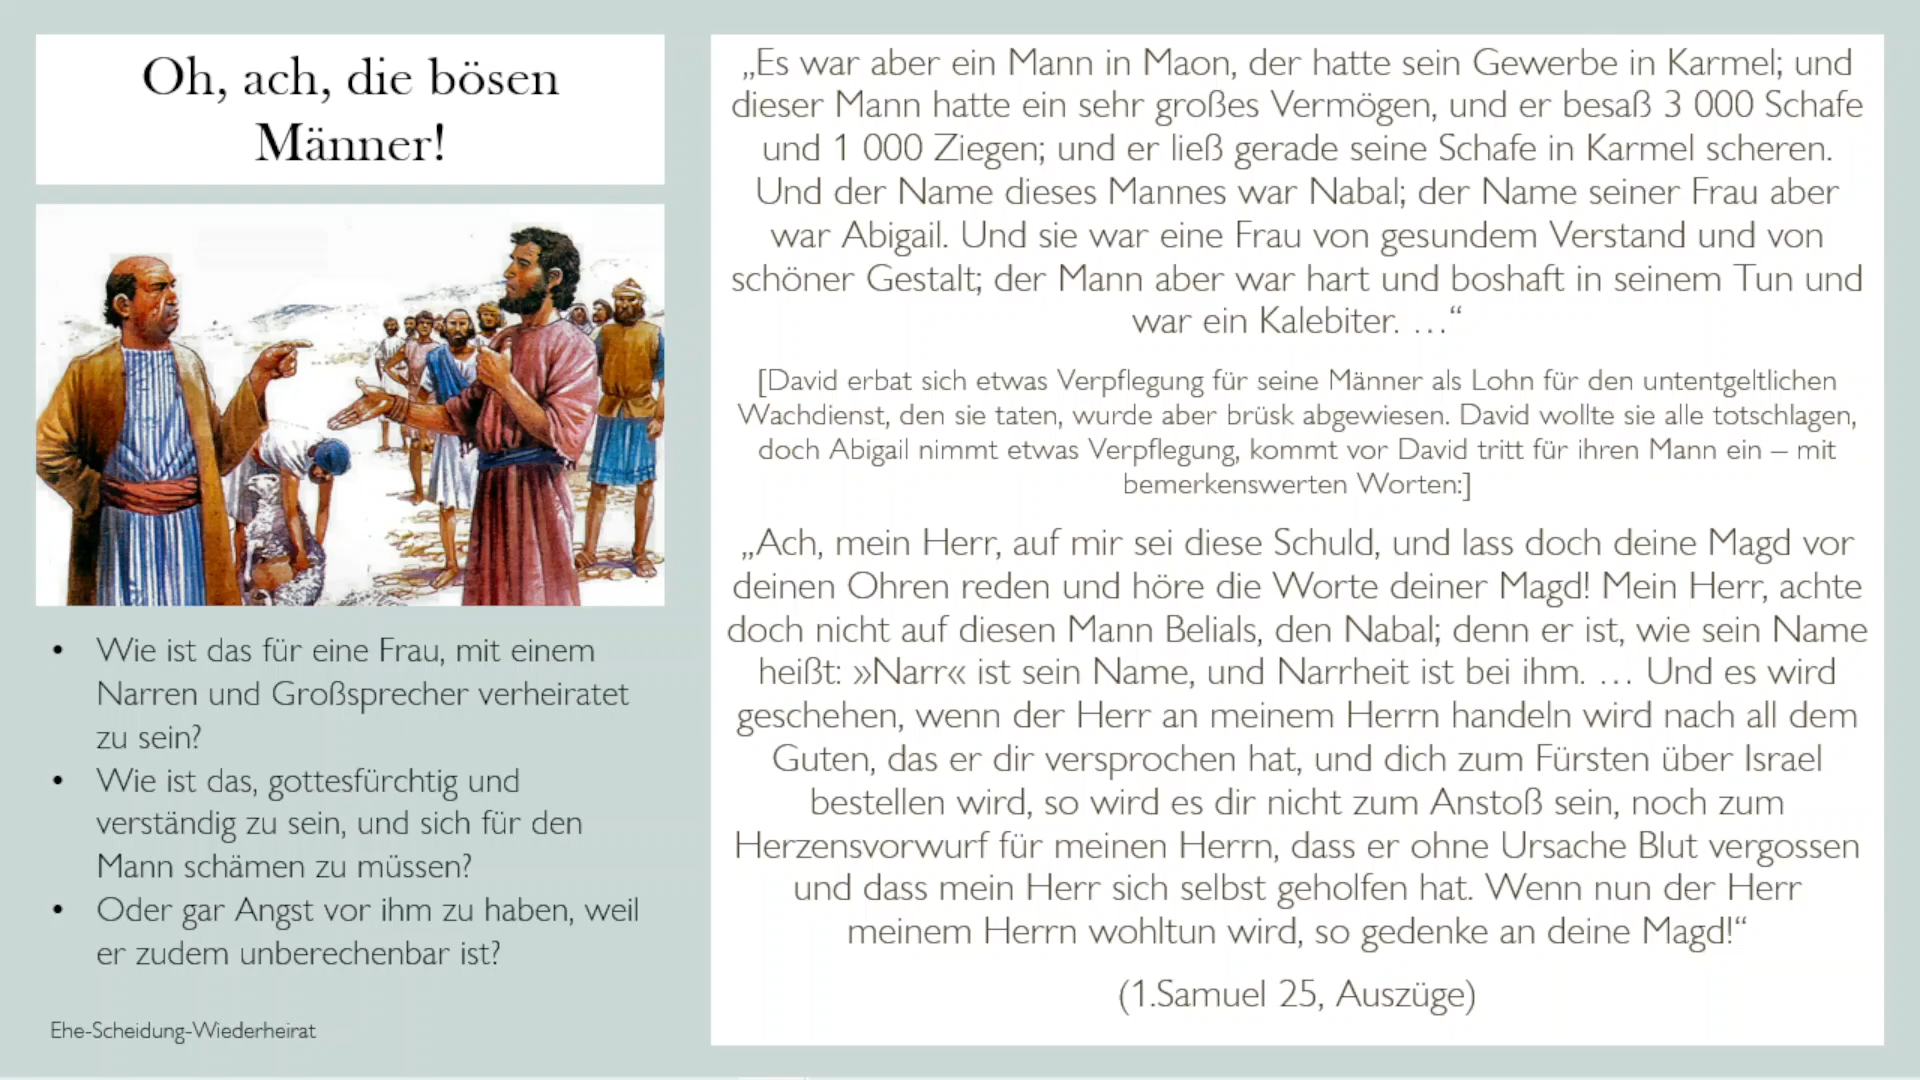 Oh, ach, die bösen
Männer!
• Wie ist das für eine Frau, mit einem
Narren und Großsprecher verheiratet
zu sein?
• Wie ist das, gottesfürchtig und
verständig zu sein, und sich für den
Mann schämen zu müssen?
• Oder gar Angst vor ihm zu haben, weil
er zudem unberechenbar ist?
Ehe-Scheidung-Wiederheirat
„Es war aber ein Mann in Maon, der hatte sein Gewerbe in Karmel; und
dieser Mann hatte ein sehr großes Vermögen, und er besaß 3 000 Schafe
und 1 000 Ziegen; und er ließ gerade seine Schafe in Karmel scheren.
Und der Name dieses Mannes war Nabal; der Name seiner Frau aber
war Abigail. Und sie war eine Frau von gesundem Verstand und von
schöner Gestalt; der Mann aber war hart und boshaft in seinem Tun und
war ein Kalebiter. …“
[David erbat sich etwas Verpflegung für seine Männer als Lohn für den untentgeltlichen
Wachdienst, den sie taten, wurde aber brüsk abgewiesen. David wollte sie alle totschlagen,
doch Abigail nimmt etwas Verpflegung, kommt vor David tritt für ihren Mann ein – mit
bemerkenswerten Worten:]
„Ach, mein Herr, auf mir sei diese Schuld, und lass doch deine Magd vor
deinen Ohren reden und höre die Worte deiner Magd! Mein Herr, achte
doch nicht auf diesen Mann Belials, den Nabal; denn er ist, wie sein Name
heißt: »Narr« ist sein Name, und Narrheit ist bei ihm. … Und es wird
geschehen, wenn der Herr an meinem Herrn handeln wird nach all dem
Guten, das er dir versprochen hat, und dich zum Fürsten über Israel
bestellen wird, so wird es dir nicht zum Anstoß sein, noch zum
Herzensvorwurf für meinen Herrn, dass er ohne Ursache Blut vergossen
und dass mein Herr sich selbst geholfen hat. Wenn nun der Herr
meinem Herrn wohltun wird, so gedenke an deine Magd!“
(1.Samuel 25, Auszüge)